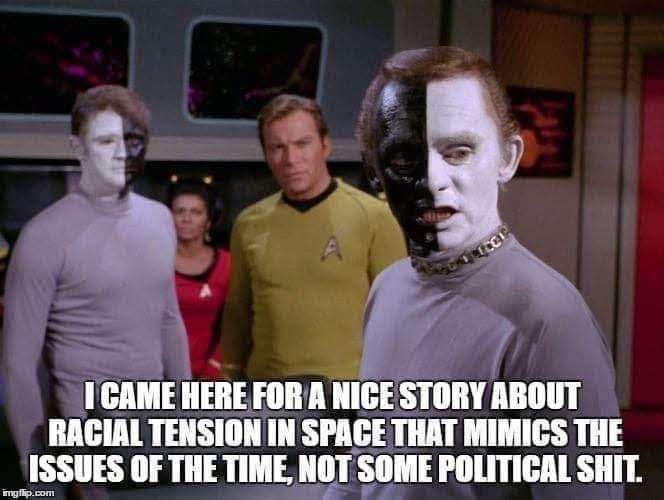 I CAME HERE FOR A NICE STORY ABOUT
RACIAL TENSION IN SPACE THAT MIMICS THE
ISSUES OF THE TIME, NOT SOME POLITICAL SHIT.
imgflip.com